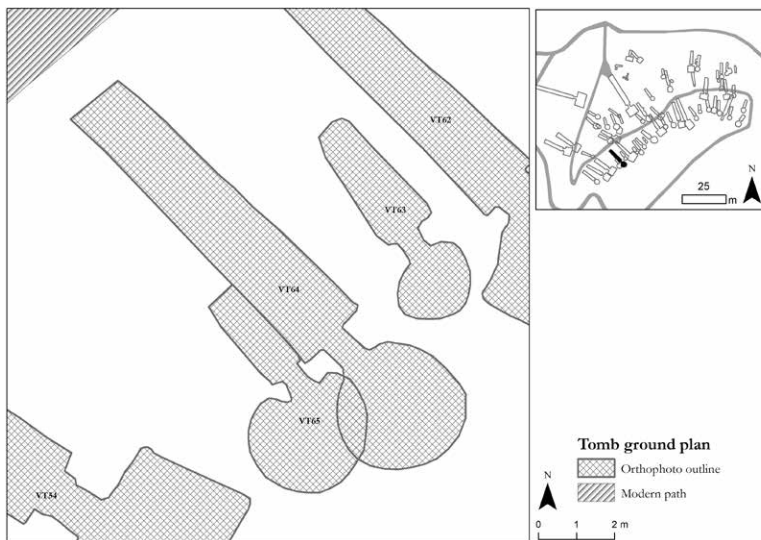 VT62
VT63
VT64
VT65
VT54
N
25
m
Tomb ground plan
Orthophoto outline
Modern path
N
0 1 2 m